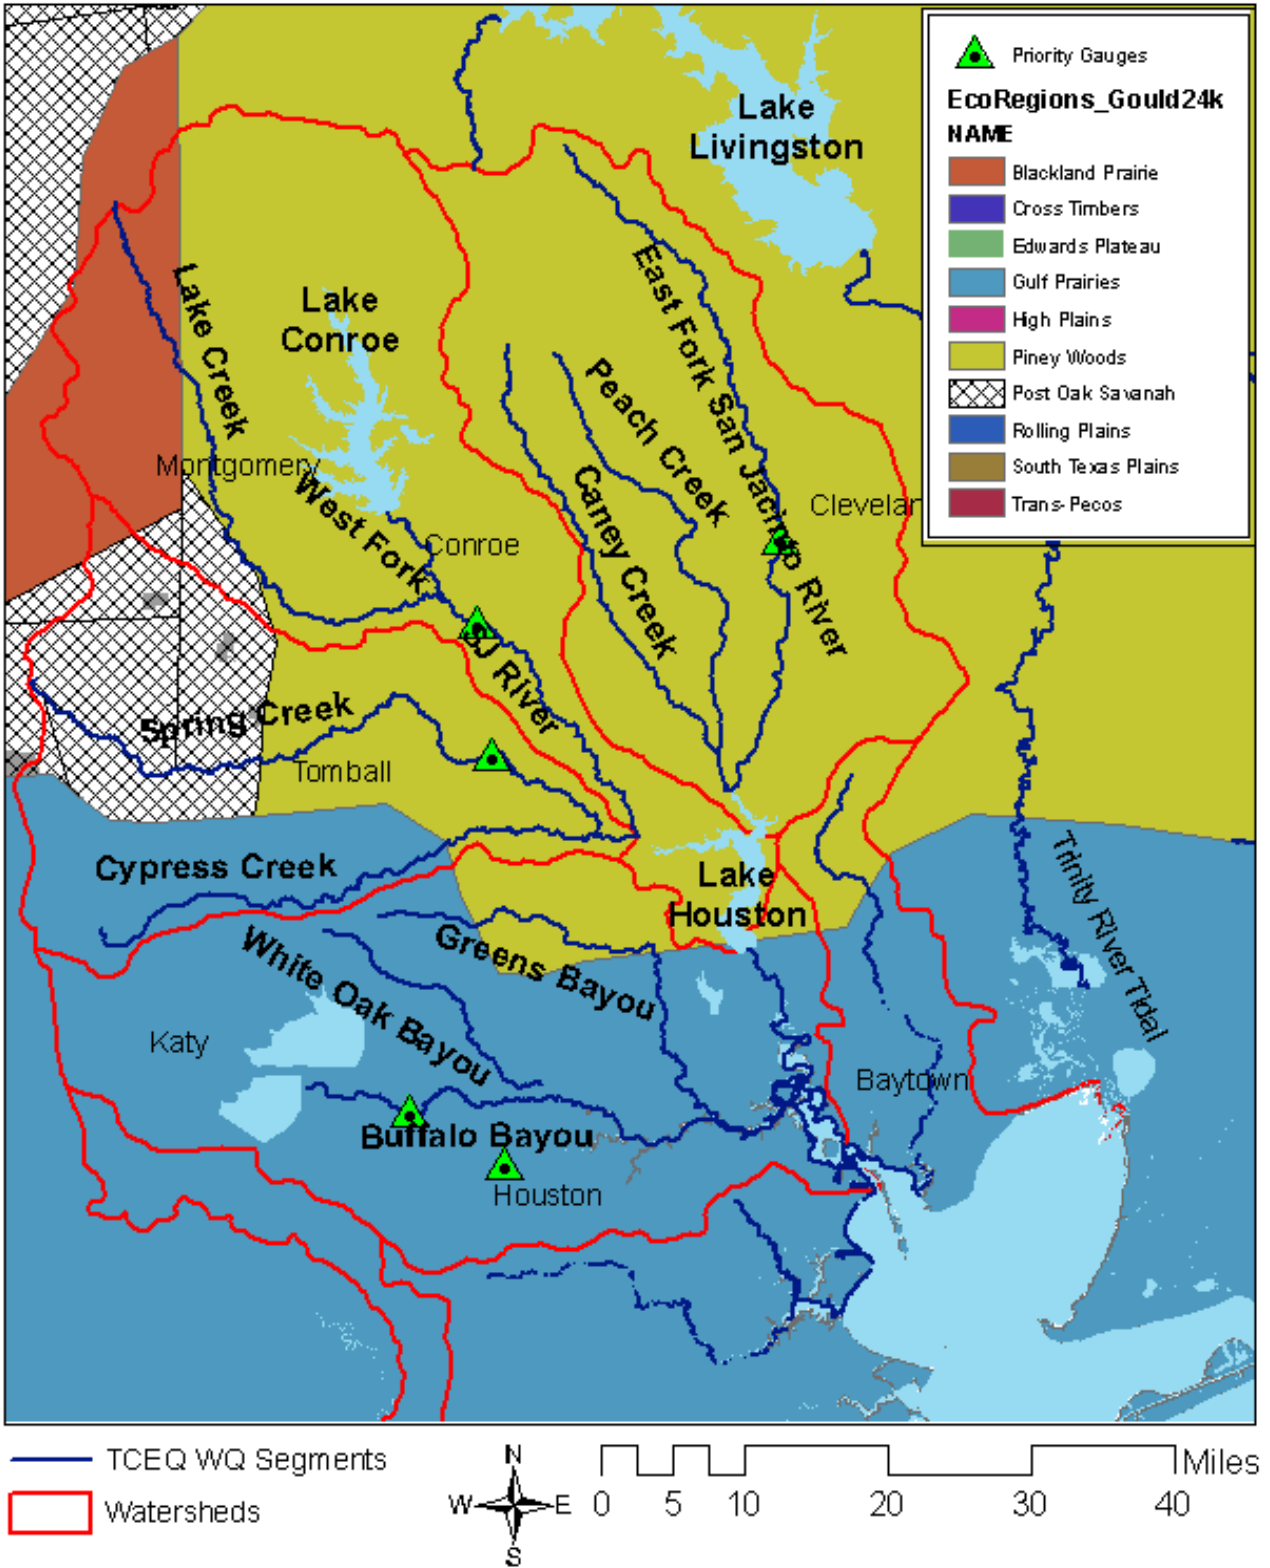 Priority Gauges
EcoRegions_Gould24k
NAME
Blackland Prairie
Cross Timbers
Edwards Plateau
Gulf Prairies
High Plains
Piney Woods
Post Oak Savanah
Rolling Plains
South Texas Plains
Trans-Pecos
Lake
Livingston
Lake
Conroe
Lake Creek
East Fork San Jacinto River
Peach Creek
Caney Creek
Montgomery
West Fork
SJ River
Conroe
Clevelan
Spring Creek
Tomball
Cypress Creek
Lake
Houston
Greens Bayou
White Oak Bayou
Trinity River Tidal
Katy
Baytown
Buffalo Bayou
Houston
TCEQ WQ Segments
Watersheds
N
W E
S
Miles
0 5 10 20 30 40